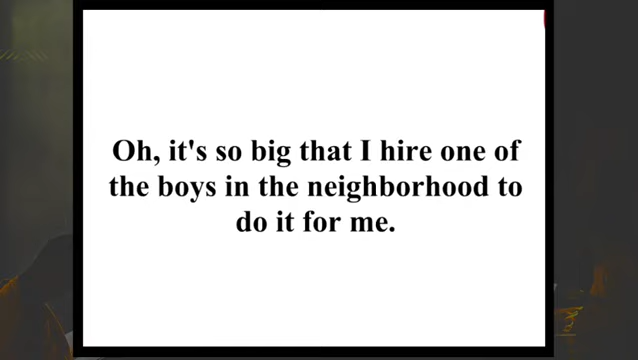 Oh, it's so big that I hire one of
the boys in the neighborhood to
do it for me.